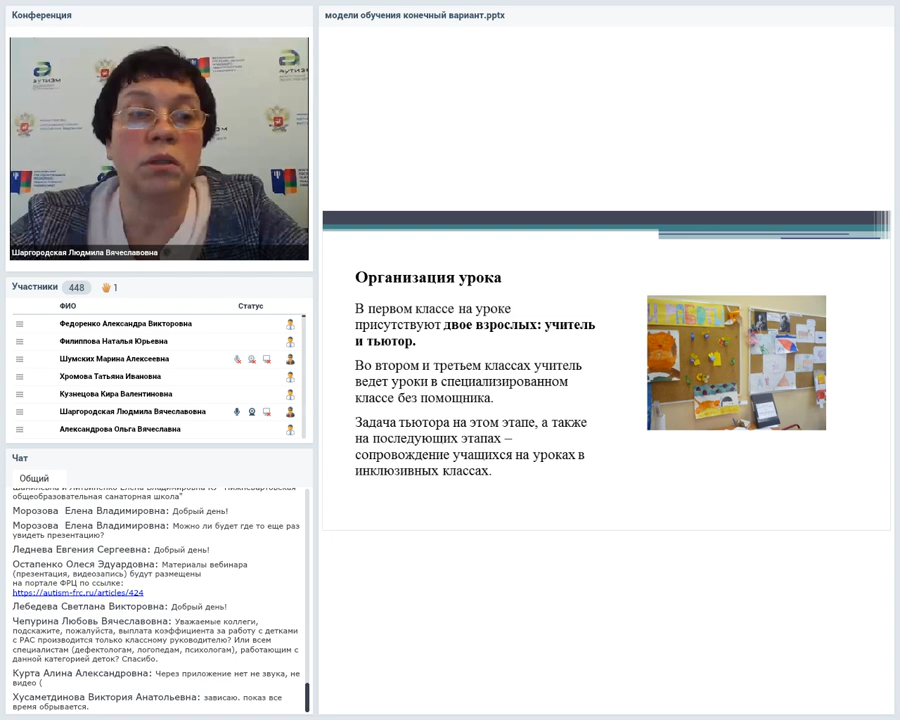 Конференция
АУТИЗМ
Шаргородская Людмила Вячеславовна
Участники 448 1
ФИО Статус
Федоренко Александра Викторовна
Филиппова Наталья Юрьевна
Шумских Марина Алексеевна
Хромова Татьяна Ивановна
Кузнецова Кира Валентиновна
Шаргородская Людмила Вячеславовна
Александрова Ольга Вячеславна
Чат
Общий
общеобразовательная санаторная школа"
Морозова Елена Владимировна: Добрый день!
Морозова Елена Владимировна: Можно ли будет где то еще раз
увидеть презентацию?
Леднева Евгения Сергеевна: Добрый день!
Остапенко Олеся Эдуардовна: Материалы вебинара
(презентация, видеозапись) будут размещены
на портале ФРЦ по ссылке:
https://autism-frc.ru/articles/424
Лебедева Светлана Викторовна: Добрый день!
Чепурина Любовь Вячеславовна: Уважаемые коллеги,
подскажите, пожалуйста, выплата коэффициента за работу с детками
с РАС производится только классному руководителю? Или всем
специалистам (дефектологам, логопедам, психологам), работающим с
данной категорией деток? Спасибо.
Курта Алина Александровна: Через приложение нет не звука, не
видео (
Хусаметдинова Виктория Анатольевна: зависаю. показ все
время обрывается.
модели обучения конечный вариант.pptx
Организация урока
В первом классе на уроке
присутствуют двое взрослых: учитель
и тьютор.
Во втором и третьем классах учитель
ведет уроки в специализированном
классе без помощника.
Задача тьютора на этом этапе, а также
на последующих этапах –
сопровождение учащихся на уроках в
инклюзивных классах.